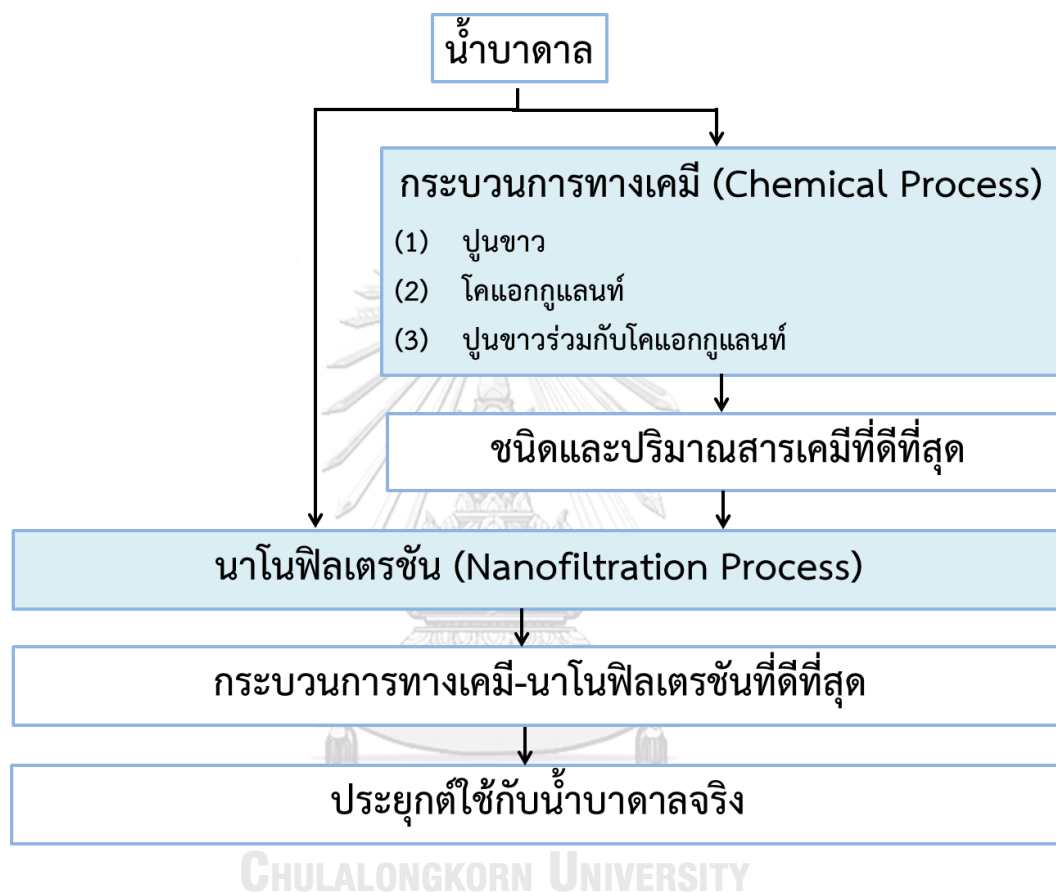 น้ำบาดาล
กระบวนการทางเคมี (Chemical Process)
(1) ปูนขาว
(2) โคแอกกูแลนท์
(3) ปูนขาวร่วมกับโคแอกกูแลนท์
ชนิดและปริมาณสารเคมีที่ดีที่สุด
นาโนฟิลเตรชัน (Nanofiltration Process)
กระบวนการทางเคมี-นาโนฟิลเตรชันที่ดีที่สุด
ประยุกต์ใช้กับน้ำบาดาลจริง
CHULALONGKORN UNIVERSITY